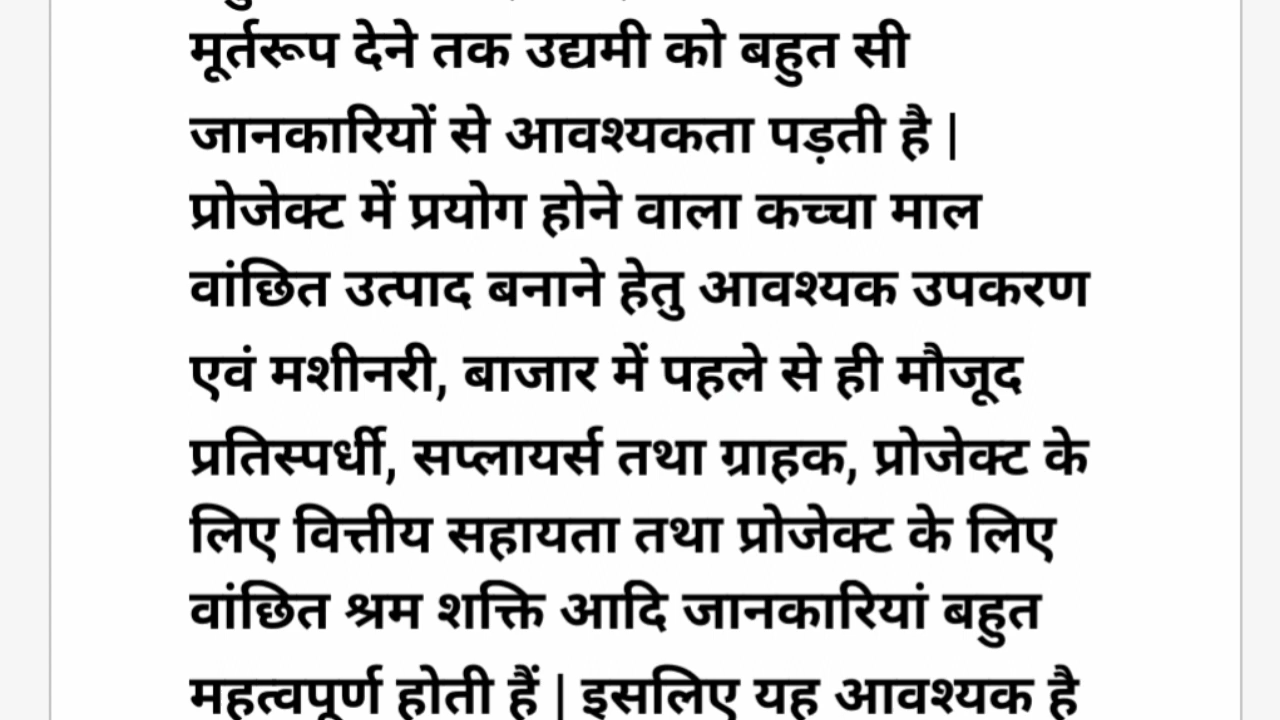 मूर्तरूप देने तक उद्यमी को बहुत सी
जानकारियों से आवश्यकता पड़ती है |
प्रोजेक्ट में प्रयोग होने वाला कच्चा माल
वांछित उत्पाद बनाने हेतु आवश्यक उपकरण
एवं मशीनरी, बाजार में पहले से ही मौजूद
प्रतिस्पर्धी, सप्लायर्स तथा ग्राहक, प्रोजेक्ट के
लिए वित्तीय सहायता तथा प्रोजेक्ट के लिए
वांछित श्रम शक्ति आदि जानकारियां बहुत
महत्वपूर्ण होती हैं | इसलिए यह आवश्यक है